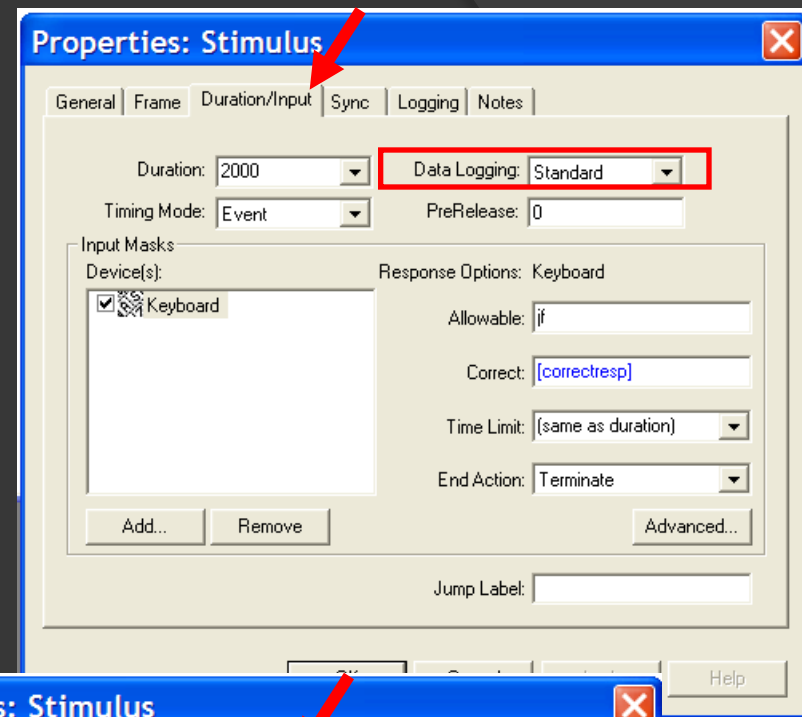 Properties: Stimulus
General Frame Duration/Input Sync Logging Notes
Duration: 2000 Data Logging: Standard
Timing Mode: Event PreRelease: 0
Input Masks
Device(s): Response Options: Keyboard
Keyboard
Allowable: jf
Correct: [correctresp]
Time Limit: (same as duration)
End Action: Terminate
Add... Remove Advanced...
Jump Label:
Help
s: Stimulus